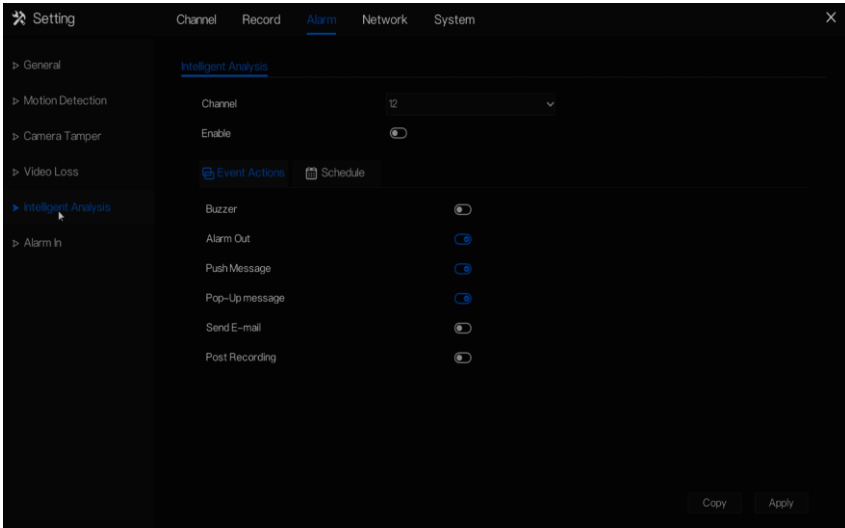 Setting
Channel Record Alarm Network System
General
Motion Detection
Camera Tamper
Video Loss
Intelligent Analysis
Alarm In
Intelligent Analysis
Channel 12
Enable
Event Actions Schedule
Buzzer
Alarm Out
Push Message
Pop-Up message
Send E-mail
Post Recording
Copy Apply